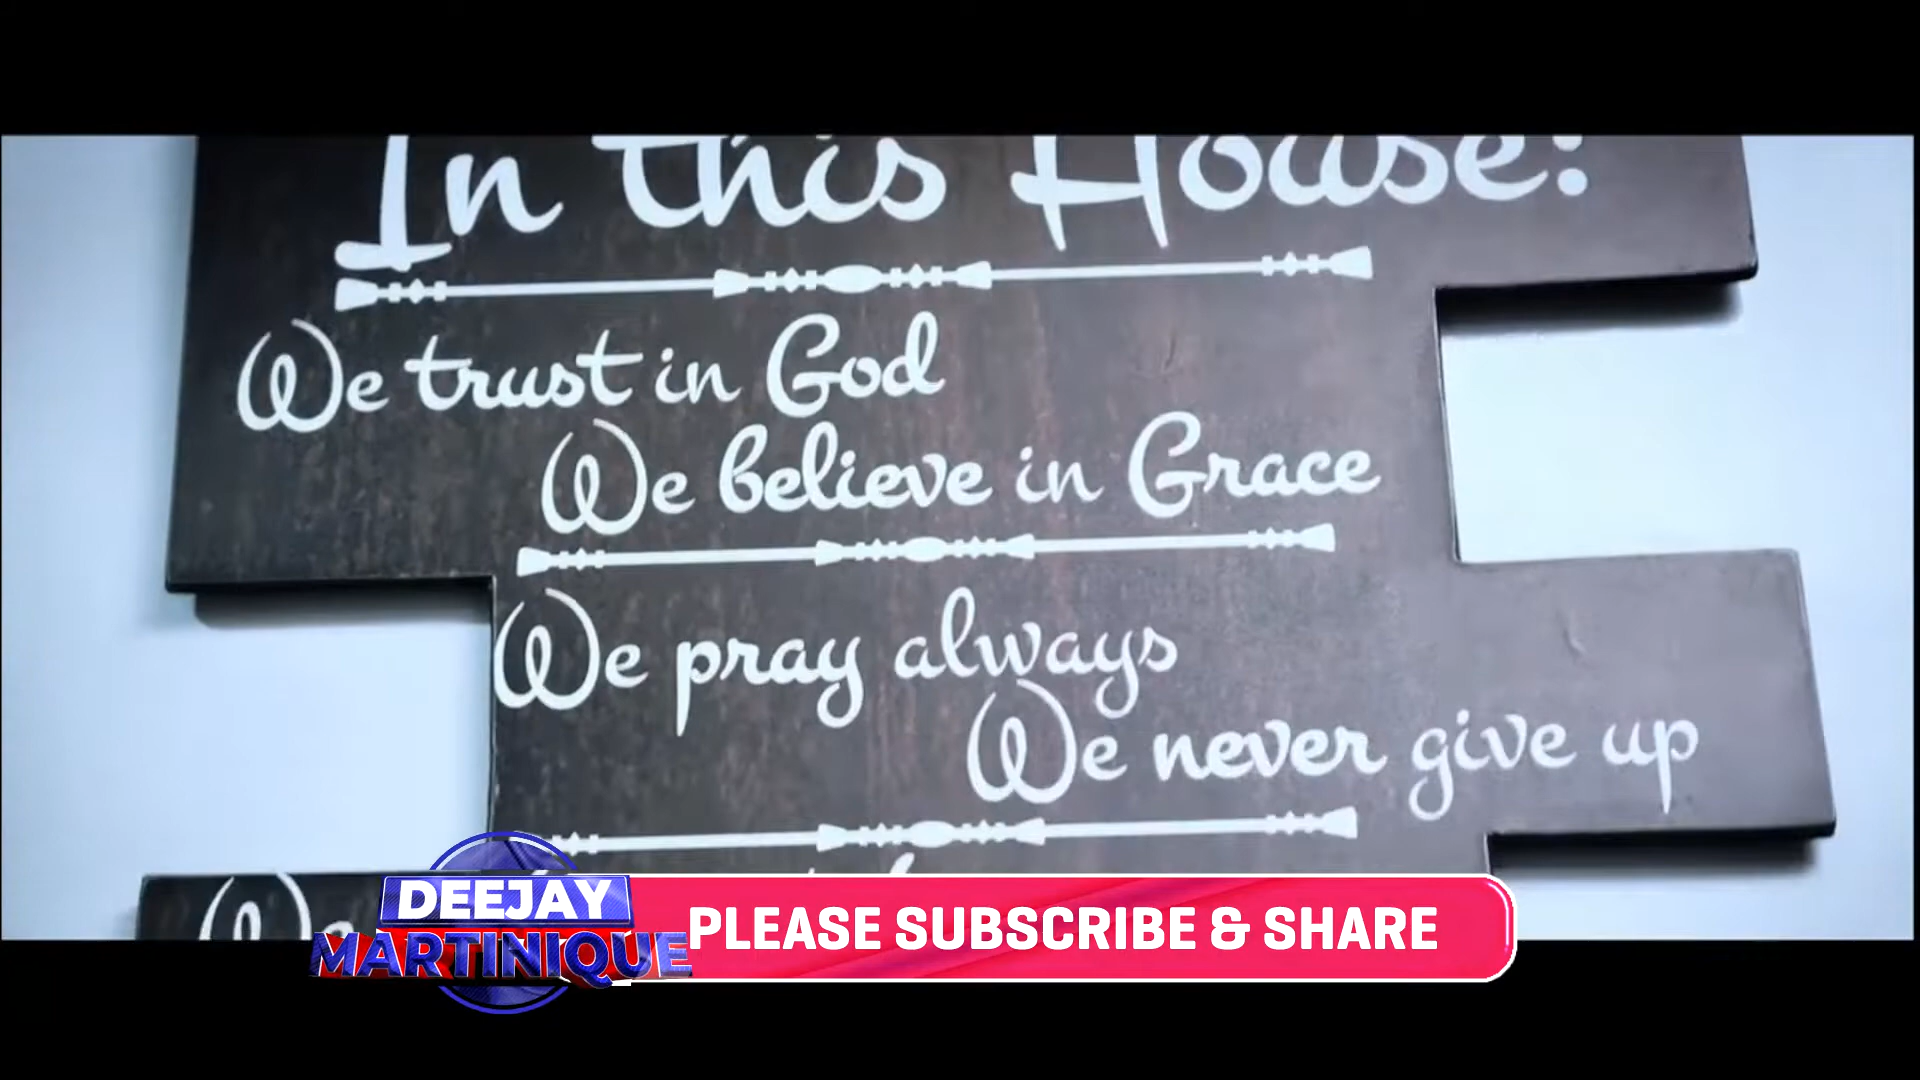 In this House:
We trust in God
We believe in Grace
We pray always
We never give up
We
DEEJAY
MARTINIQUE
PLEASE SUBSCRIBE & SHARE